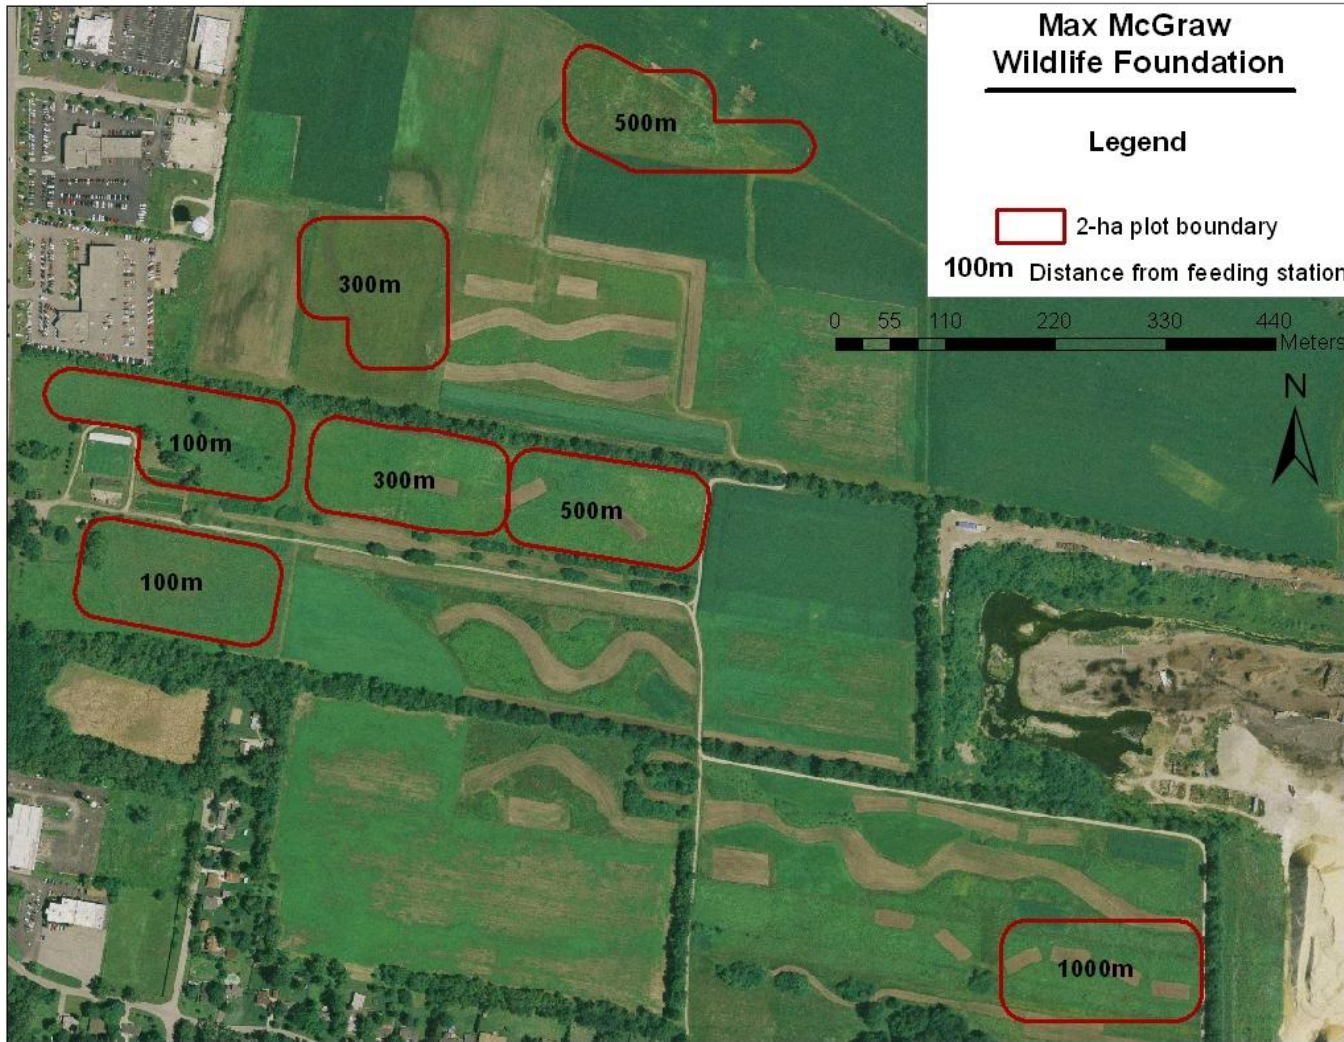 Max McGraw
Wildlife Foundation
Legend
2-ha plot boundary
100m Distance from feeding station
0 55 110 220 330 440
Meters
N
500m
300m
100m
300m
500m
100m
1000m